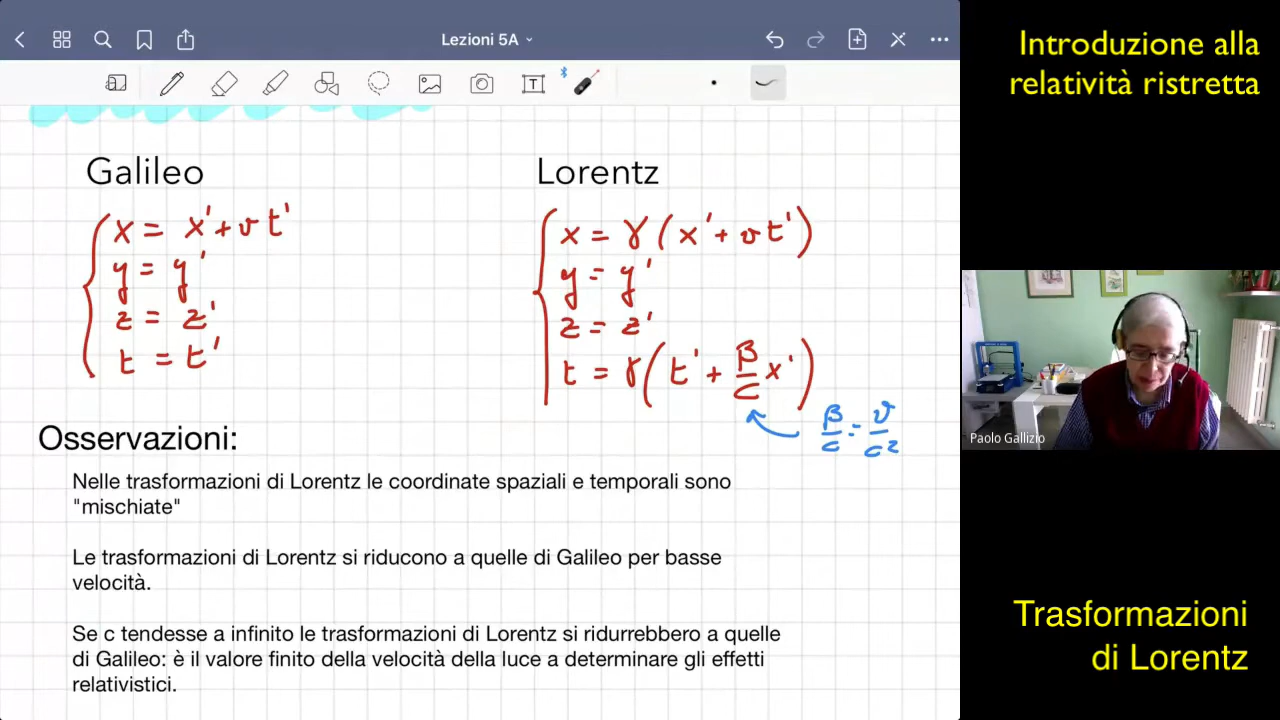 Lezioni 5A
Introduzione alla
relatività ristretta
Galileo
x = x' + vt'
y = y'
z = z'
t = t'
Lorentz
x = γ(x' + vt')
y = y'
z = z'
t = γ(t' + β/c x')
β/c = v/c²
Osservazioni:
Nelle trasformazioni di Lorentz le coordinate spaziali e temporali sono
"mischiate"
Le trasformazioni di Lorentz si riducono a quelle di Galileo per basse
velocità.
Se c tendesse a infinito le trasformazioni di Lorentz si ridurrebbero a quelle
di Galileo: è il valore finito della velocità della luce a determinare gli effetti
relativistici.
Paolo Gallizio
Trasformazioni
di Lorentz